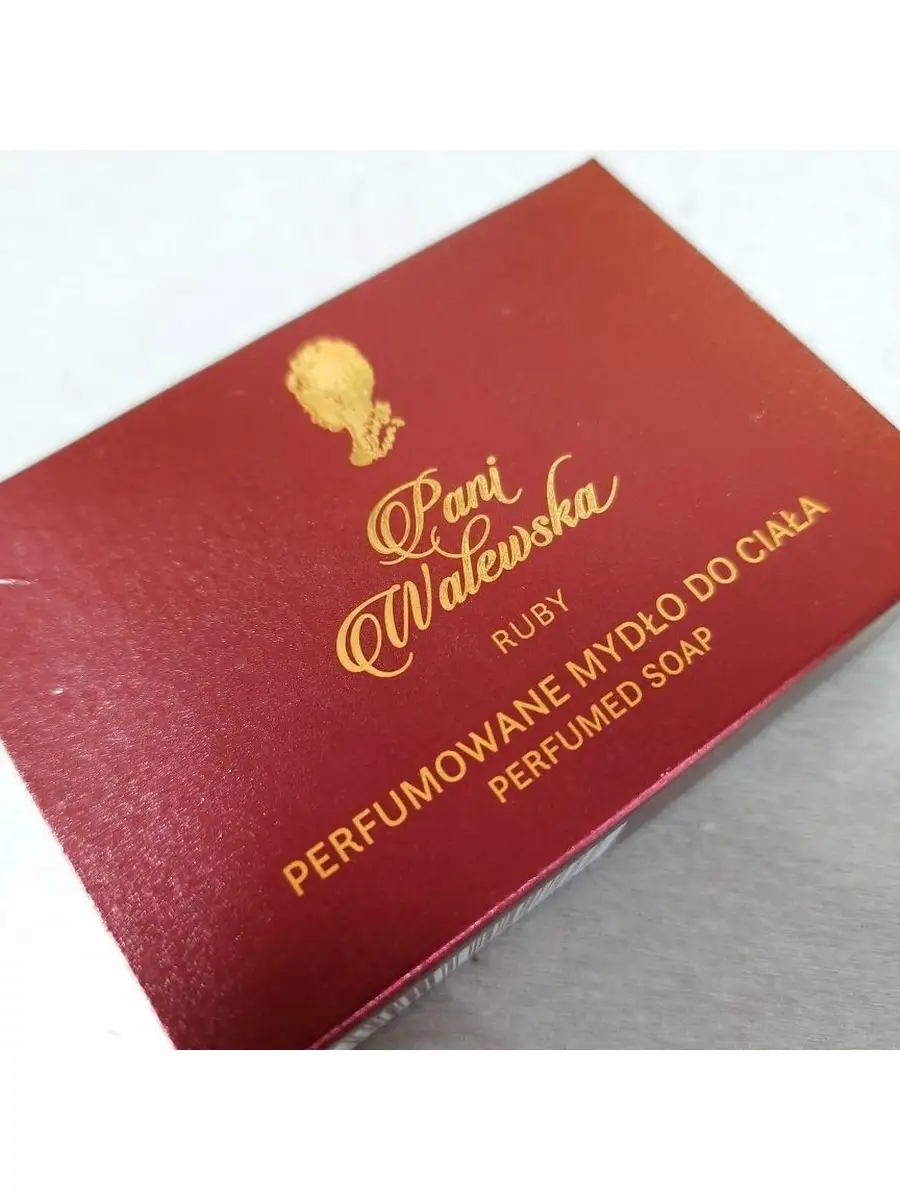 Pani
Walewska
RUBY
PERFUMOWANE MYDŁO DO CIAŁA
PERFUMED SOAP